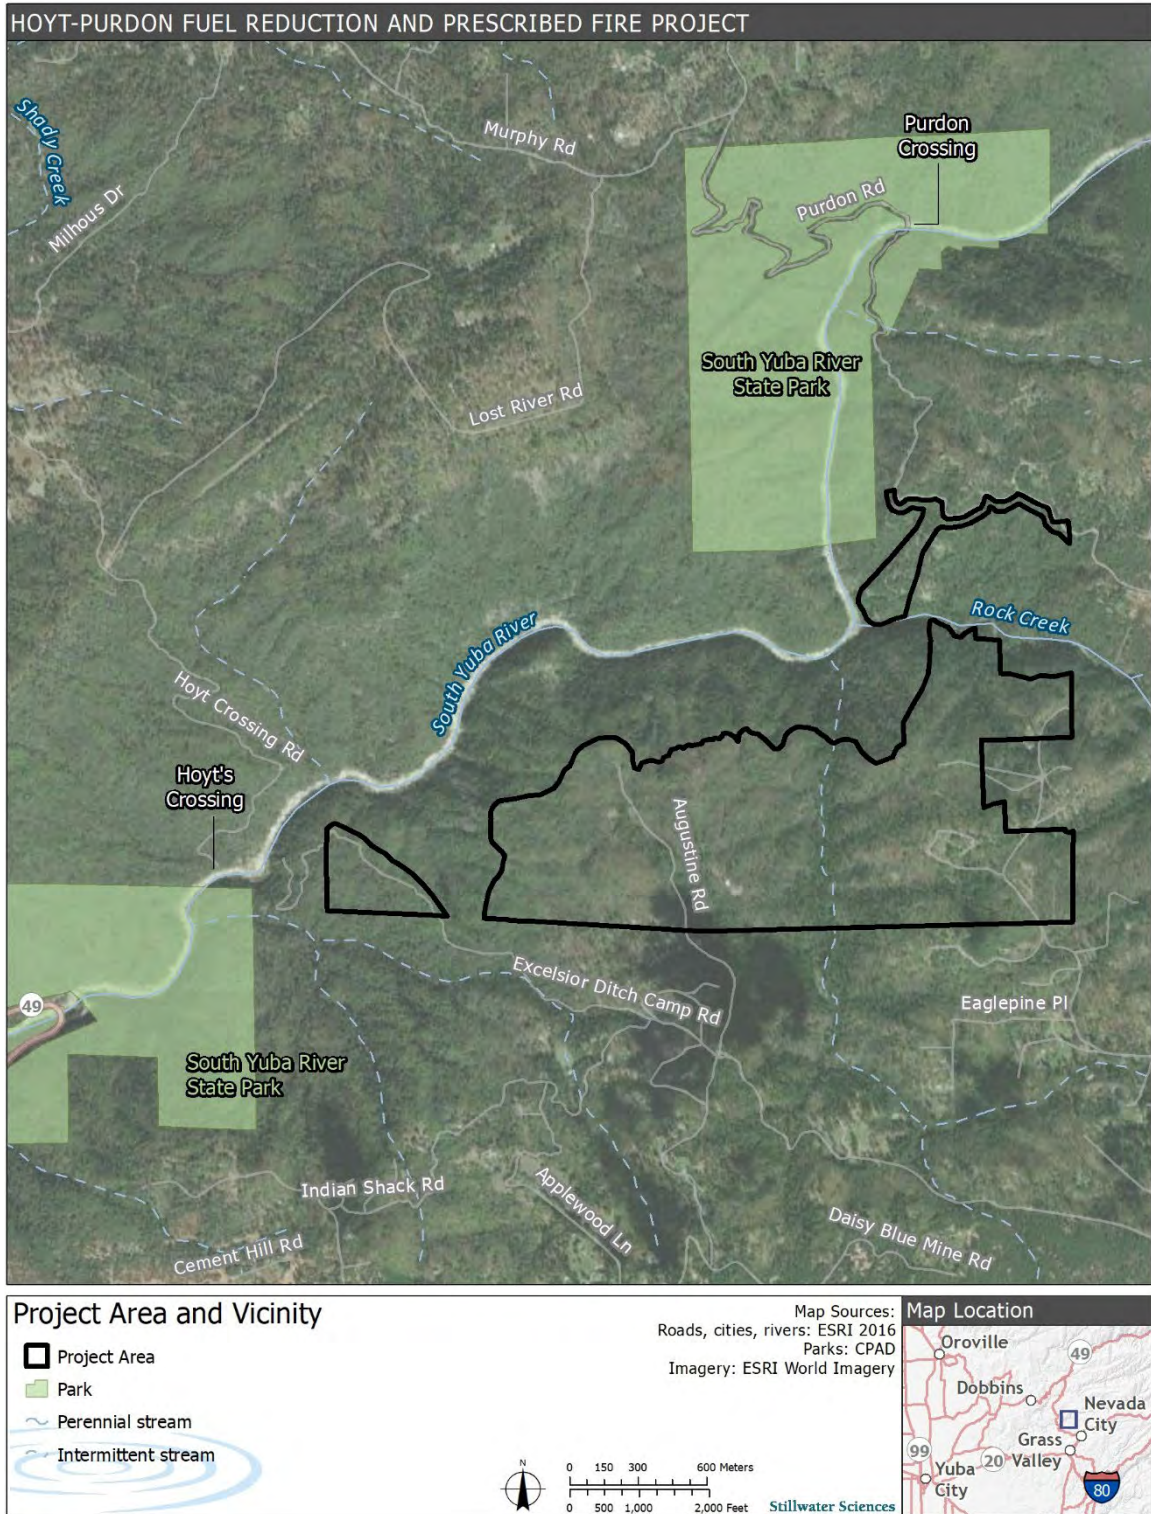 HOYT-PURDON FUEL REDUCTION AND PRESCRIBED FIRE PROJECT
Shady Creek
Milhous Dr
Murphy Rd
Purdon
Crossing
Purdon Rd
South Yuba River
State Park
Lost River Rd
Rock Creek
South Yuba River
Hoyt Crossing Rd
Hoyt's
Crossing
Augustine Rd
Excelsior Ditch Camp Rd
Eaglepine Pl
49
South Yuba River
State Park
Indian Shack Rd
Applewood Ln
Cement Hill Rd
Daisy Blue Mine Rd
Project Area and Vicinity
Project Area
Park
Perennial stream
Intermittent stream
Map Sources:
Roads, cities, rivers: ESRI 2016
Parks: CPAD
Imagery: ESRI World Imagery
N
0 150 300 600 Meters
0 500 1,000 2,000 Feet
Stillwater Sciences
Map Location
Oroville
49
Dobbins
Nevada
City
Grass
Valley
99
20
Yuba
City
80